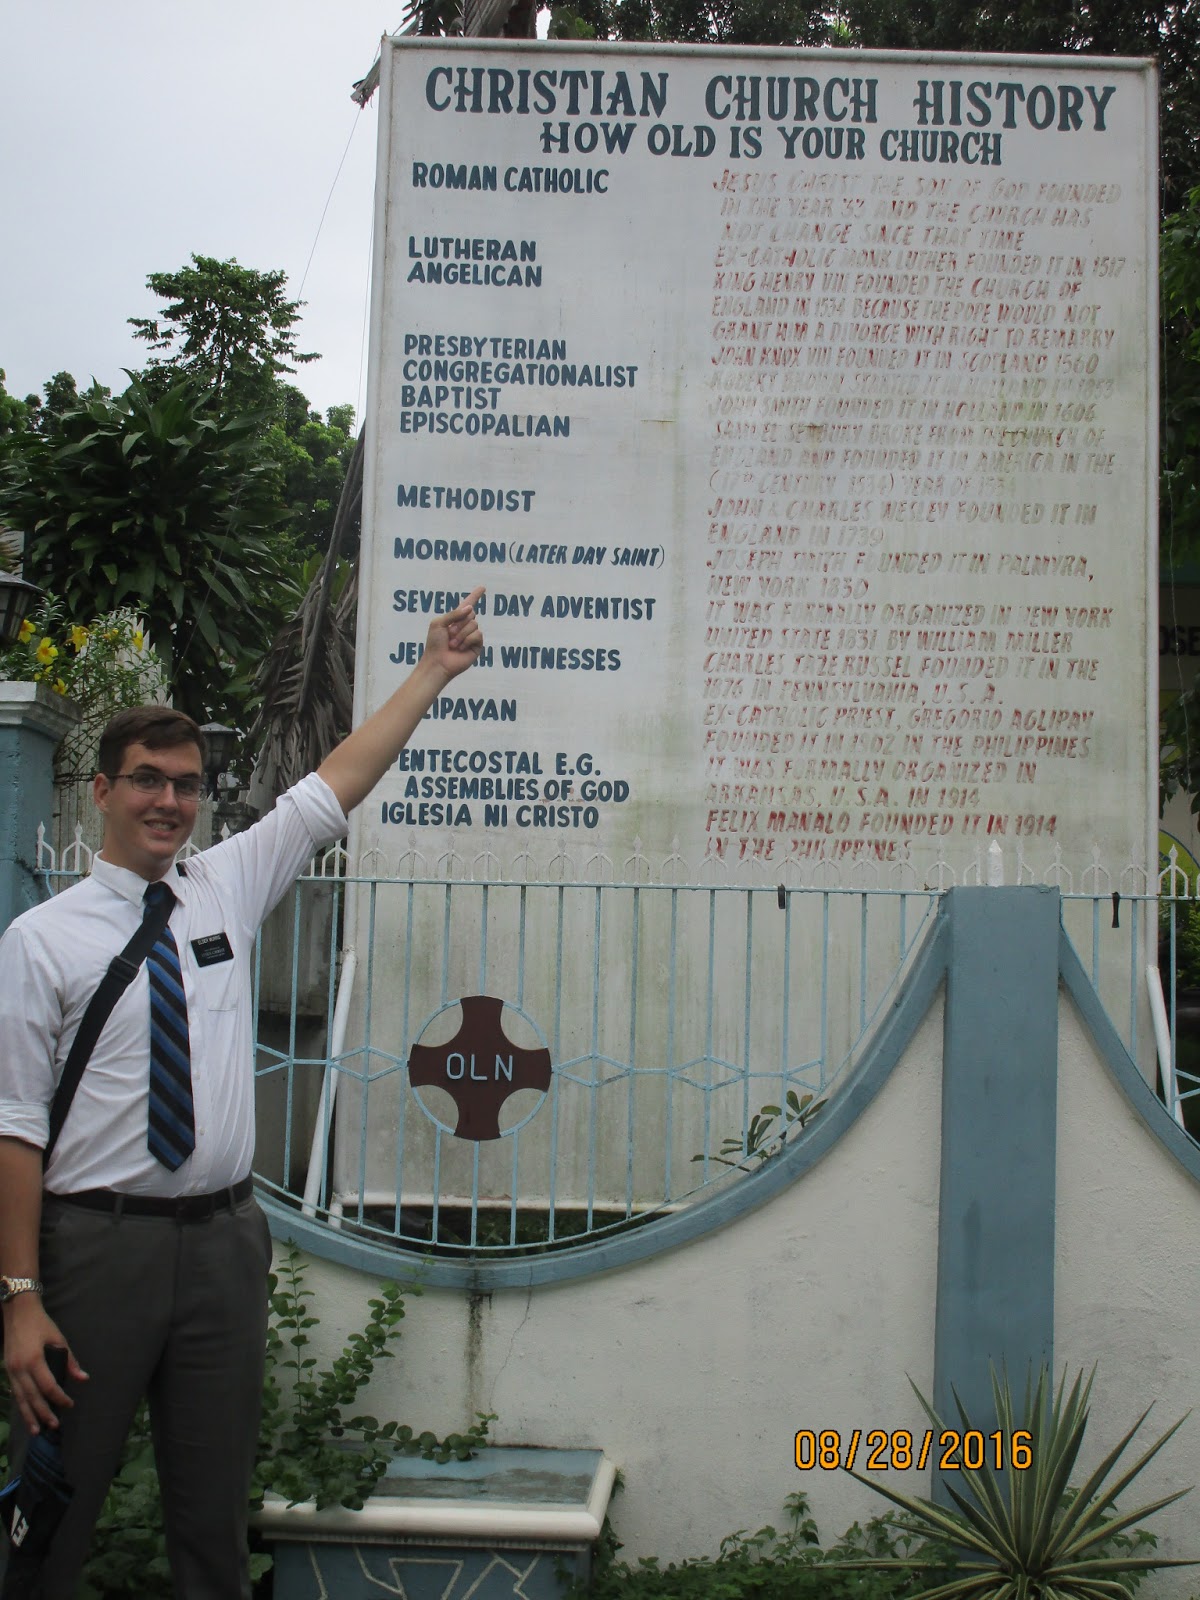 CHRISTIAN CHURCH HISTORY
HOW OLD IS YOUR CHURCH
ROMAN CATHOLIC
JESUS CHRIST THE SON OF GOD FOUNDED
IN THE YEAR 33 AND THE CHURCH HAS
NOT CHANGE SINCE THAT TIME
LUTHERAN
EX-CATHOLIC MONK LUTHER FOUNDED IT IN 1517
ANGELICAN
KING HENRY VIII FOUNDED THE CHURCH OF
ENGLAND IN 1534 BECAUSE THE POPE WOULD NOT
GRANT HIM A DIVORCE WITH RIGHT TO REMARRY
PRESBYTERIAN
JOHN KNOX VIII FOUNDED IT IN SCOTLAND 1560
CONGREGATIONALIST
ROBERT BROWN STARTED IT IN HOLLAND IN
BAPTIST
JOHN SMITH FOUNDED IT IN HOLLAND IN 1606
EPISCOPALIAN
BROKE FROM THE CHURCH OF
ENGLAND AND FOUNDED IT IN AMERICA IN THE
(17TH CENTURY 1534) YEAR OF
METHODIST
JOHN & CHARLES WESLEY FOUNDED IT IN
ENGLAND IN 1739
MORMON (LATER DAY SAINT)
JOSEPH SMITH FOUNDED IT IN PALMYRA,
NEW YORK 1830
SEVENTH DAY ADVENTIST
IT WAS FORMALLY ORGANIZED IN NEW YORK
UNITED STATE 1831 BY WILLIAM MILLER
WITNESSES
CHARLES TAZE RUSSEL FOUNDED IT IN THE
1876 IN PENNSYLVANIA, U.S.A.
LIPAYAN
EX-CATHOLIC PRIEST, GREGORIO AGLIPAY
FOUNDED IT IN 1902 IN THE PHILIPPINES
PENTECOSTAL E.G.
IT WAS FORMALLY ORGANIZED IN
ASSEMBLIES OF GOD
ARKANSAS, U.S.A. IN 1914
IGLESIA NI CRISTO
FELIX MANALO FOUNDED IT IN 1914
IN THE PHILIPPINES
OLN
ELDER
08/28/2016